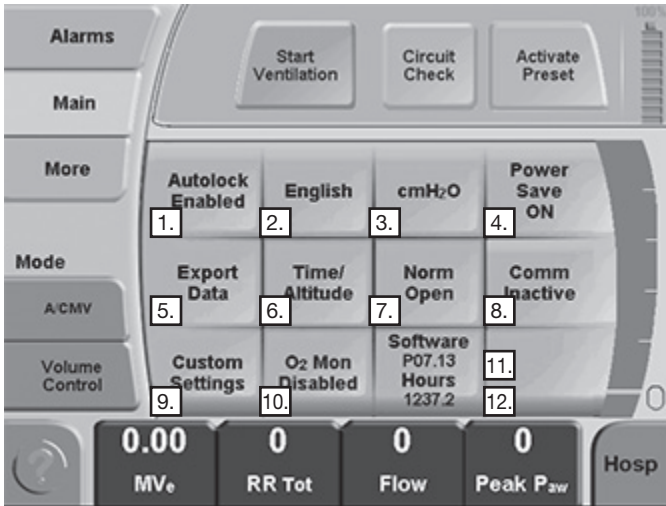 100%
Alarms
Start
Ventilation
Circuit
Check
Activate
Preset
Main
More
Autolock
Enabled
1.
English
2.
cmH₂O
3.
Power
Save
ON
4.
Mode
A/CMV
Export
Data
5.
Time/
Altitude
6.
Norm
Open
7.
Comm
Inactive
8.
Volume
Control
Custom
Settings
9.
O₂ Mon
Disabled
10.
Software
P07.13
Hours
1237.2
11.
12.
0
?
0.00
MVe
0
RR Tot
0
Flow
0
Peak Paw
Hosp